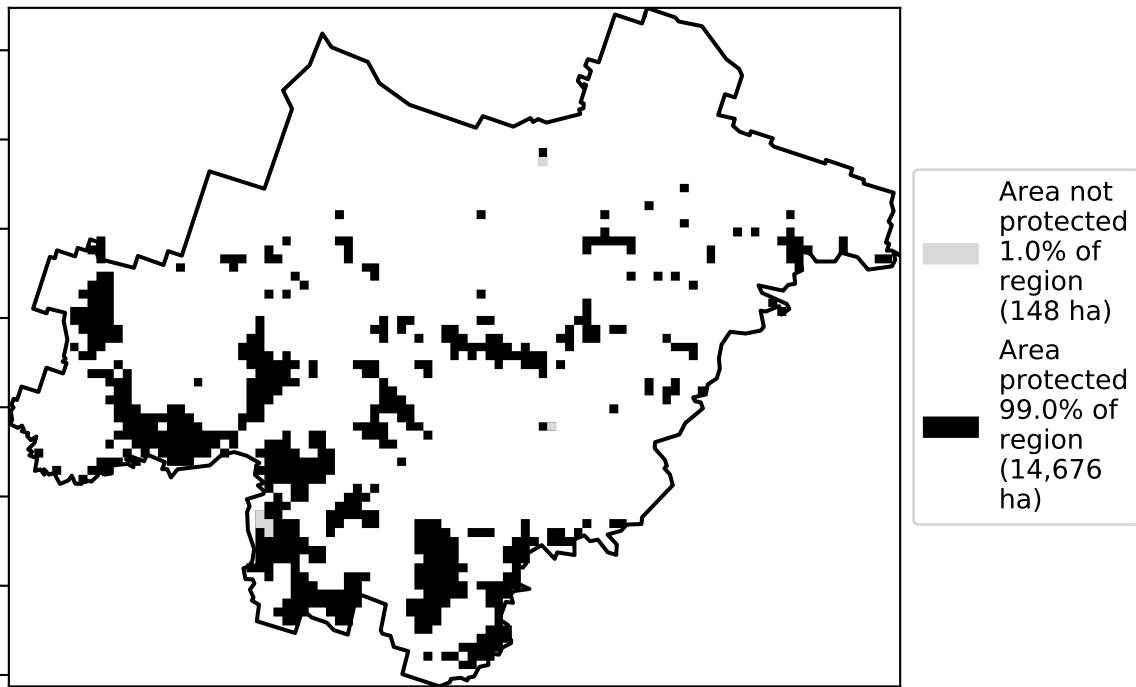 Area not
protected
1.0% of
region
(148 ha)
Area
protected
99.0% of
region
(14,676
ha)